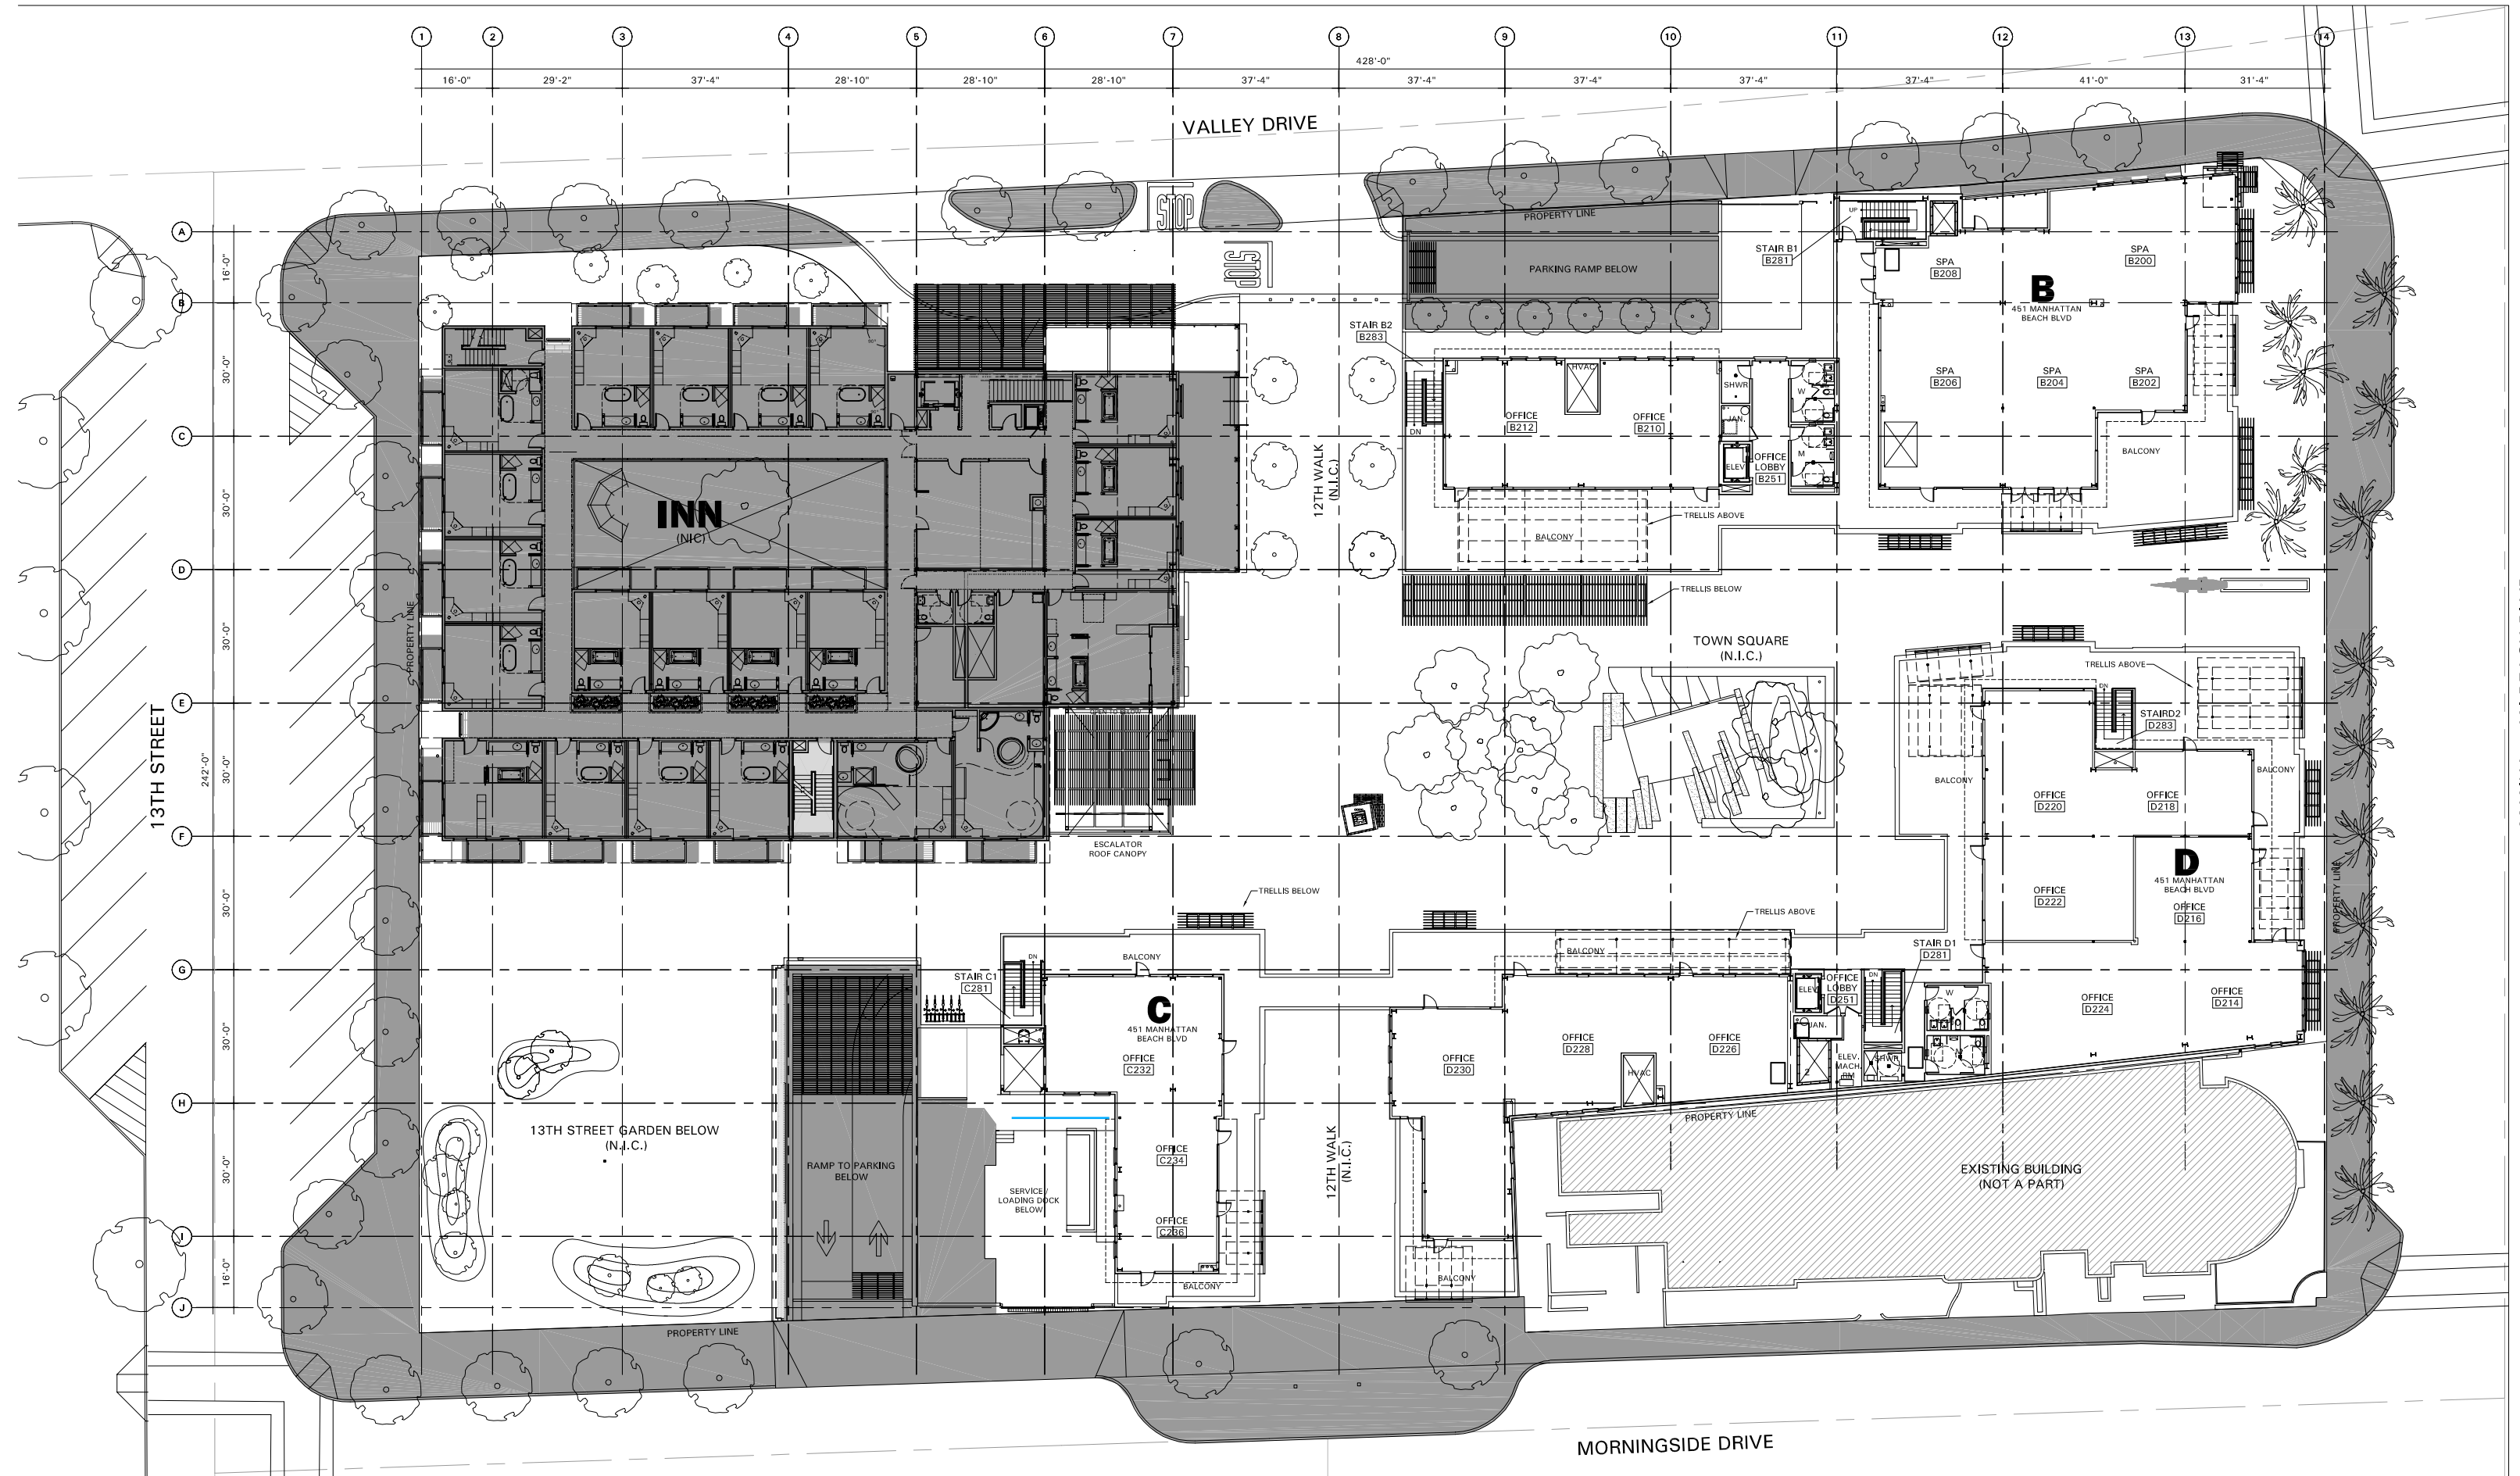 1 2 3 4 5 6 7 8 9 10 11 12 13 14
428'-0"
16'-0" 29'-2" 37'-4" 28'-10" 28'-10" 28'-10" 37'-4" 37'-4" 37'-4" 37'-4" 37'-4" 41'-0" 31'-4"
VALLEY DRIVE
STOP
STOP
A
B
C
D
E
F
G
H
I
J
16'-0"
30'-0"
30'-0"
30'-0"
30'-0"
30'-0"
30'-0"
30'-0"
16'-0"
242'-0"
13TH STREET
PROPERTY LINE
INN
(NIC)
12TH WALK
(N.I.C.)
PROPERTY LINE
PARKING RAMP BELOW
STAIR B1
B281
UP
STAIR B2
B283
DN
HVAC
OFFICE
B212
OFFICE
B210
SHWR
JAN.
ELEV
W
M
OFFICE
LOBBY
B251
TRELLIS ABOVE
BALCONY
TRELLIS BELOW
SPA
B208
SPA
B200
B
451 MANHATTAN
BEACH BLVD
SPA
B206
SPA
B204
SPA
B202
BALCONY
TOWN SQUARE
(N.I.C.)
TRELLIS ABOVE
DN
STAIRD2
D283
BALCONY
BALCONY
OFFICE
D220
OFFICE
D218
D
451 MANHATTAN
BEACH BLVD
OFFICE
D222
OFFICE
D216
PROPERTY LINE
OFFICE
D224
OFFICE
D214
ESCALATOR
ROOF CANOPY
TRELLIS BELOW
TRELLIS ABOVE
BALCONY
BALCONY
STAIR C1
C281
DN
C
451 MANHATTAN
BEACH BLVD
OFFICE
C232
OFFICE
C234
OFFICE
C236
BALCONY
STAIR D1
D281
DN
ELEV
OFFICE
LOBBY
D251
JAN.
ELEV.
MACH.
RM
SHWR
W
2
OFFICE
D228
OFFICE
D226
OFFICE
D230
HVAC
PROPERTY LINE
BALCONY
12TH WALK
(N.I.C.)
13TH STREET GARDEN BELOW
(N.I.C.)
RAMP TO PARKING
BELOW
SERVICE/
LOADING DOCK
BELOW
EXISTING BUILDING
(NOT A PART)
PROPERTY LINE
MORNINGSIDE DRIVE